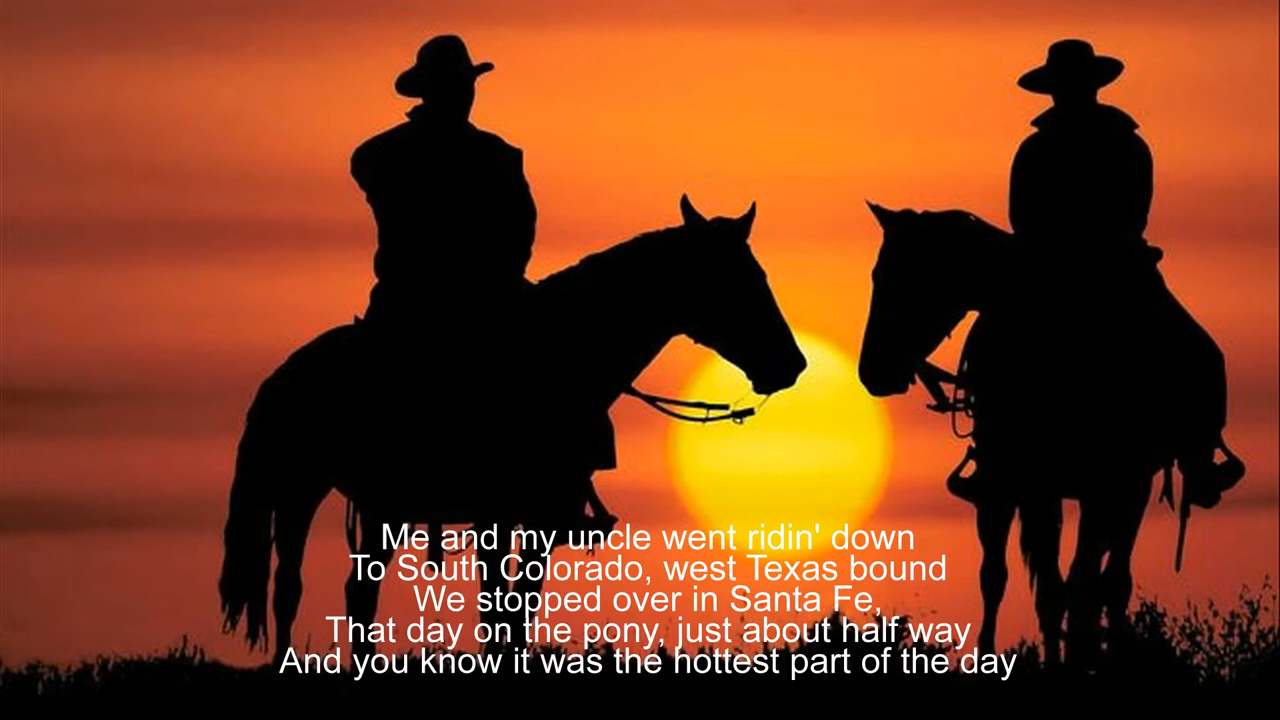 Me and my uncle went ridin' down
To South Colorado, west Texas bound
We stopped over in Santa Fe,
That day on the pony, just about half way
And you know it was the hottest part of the day